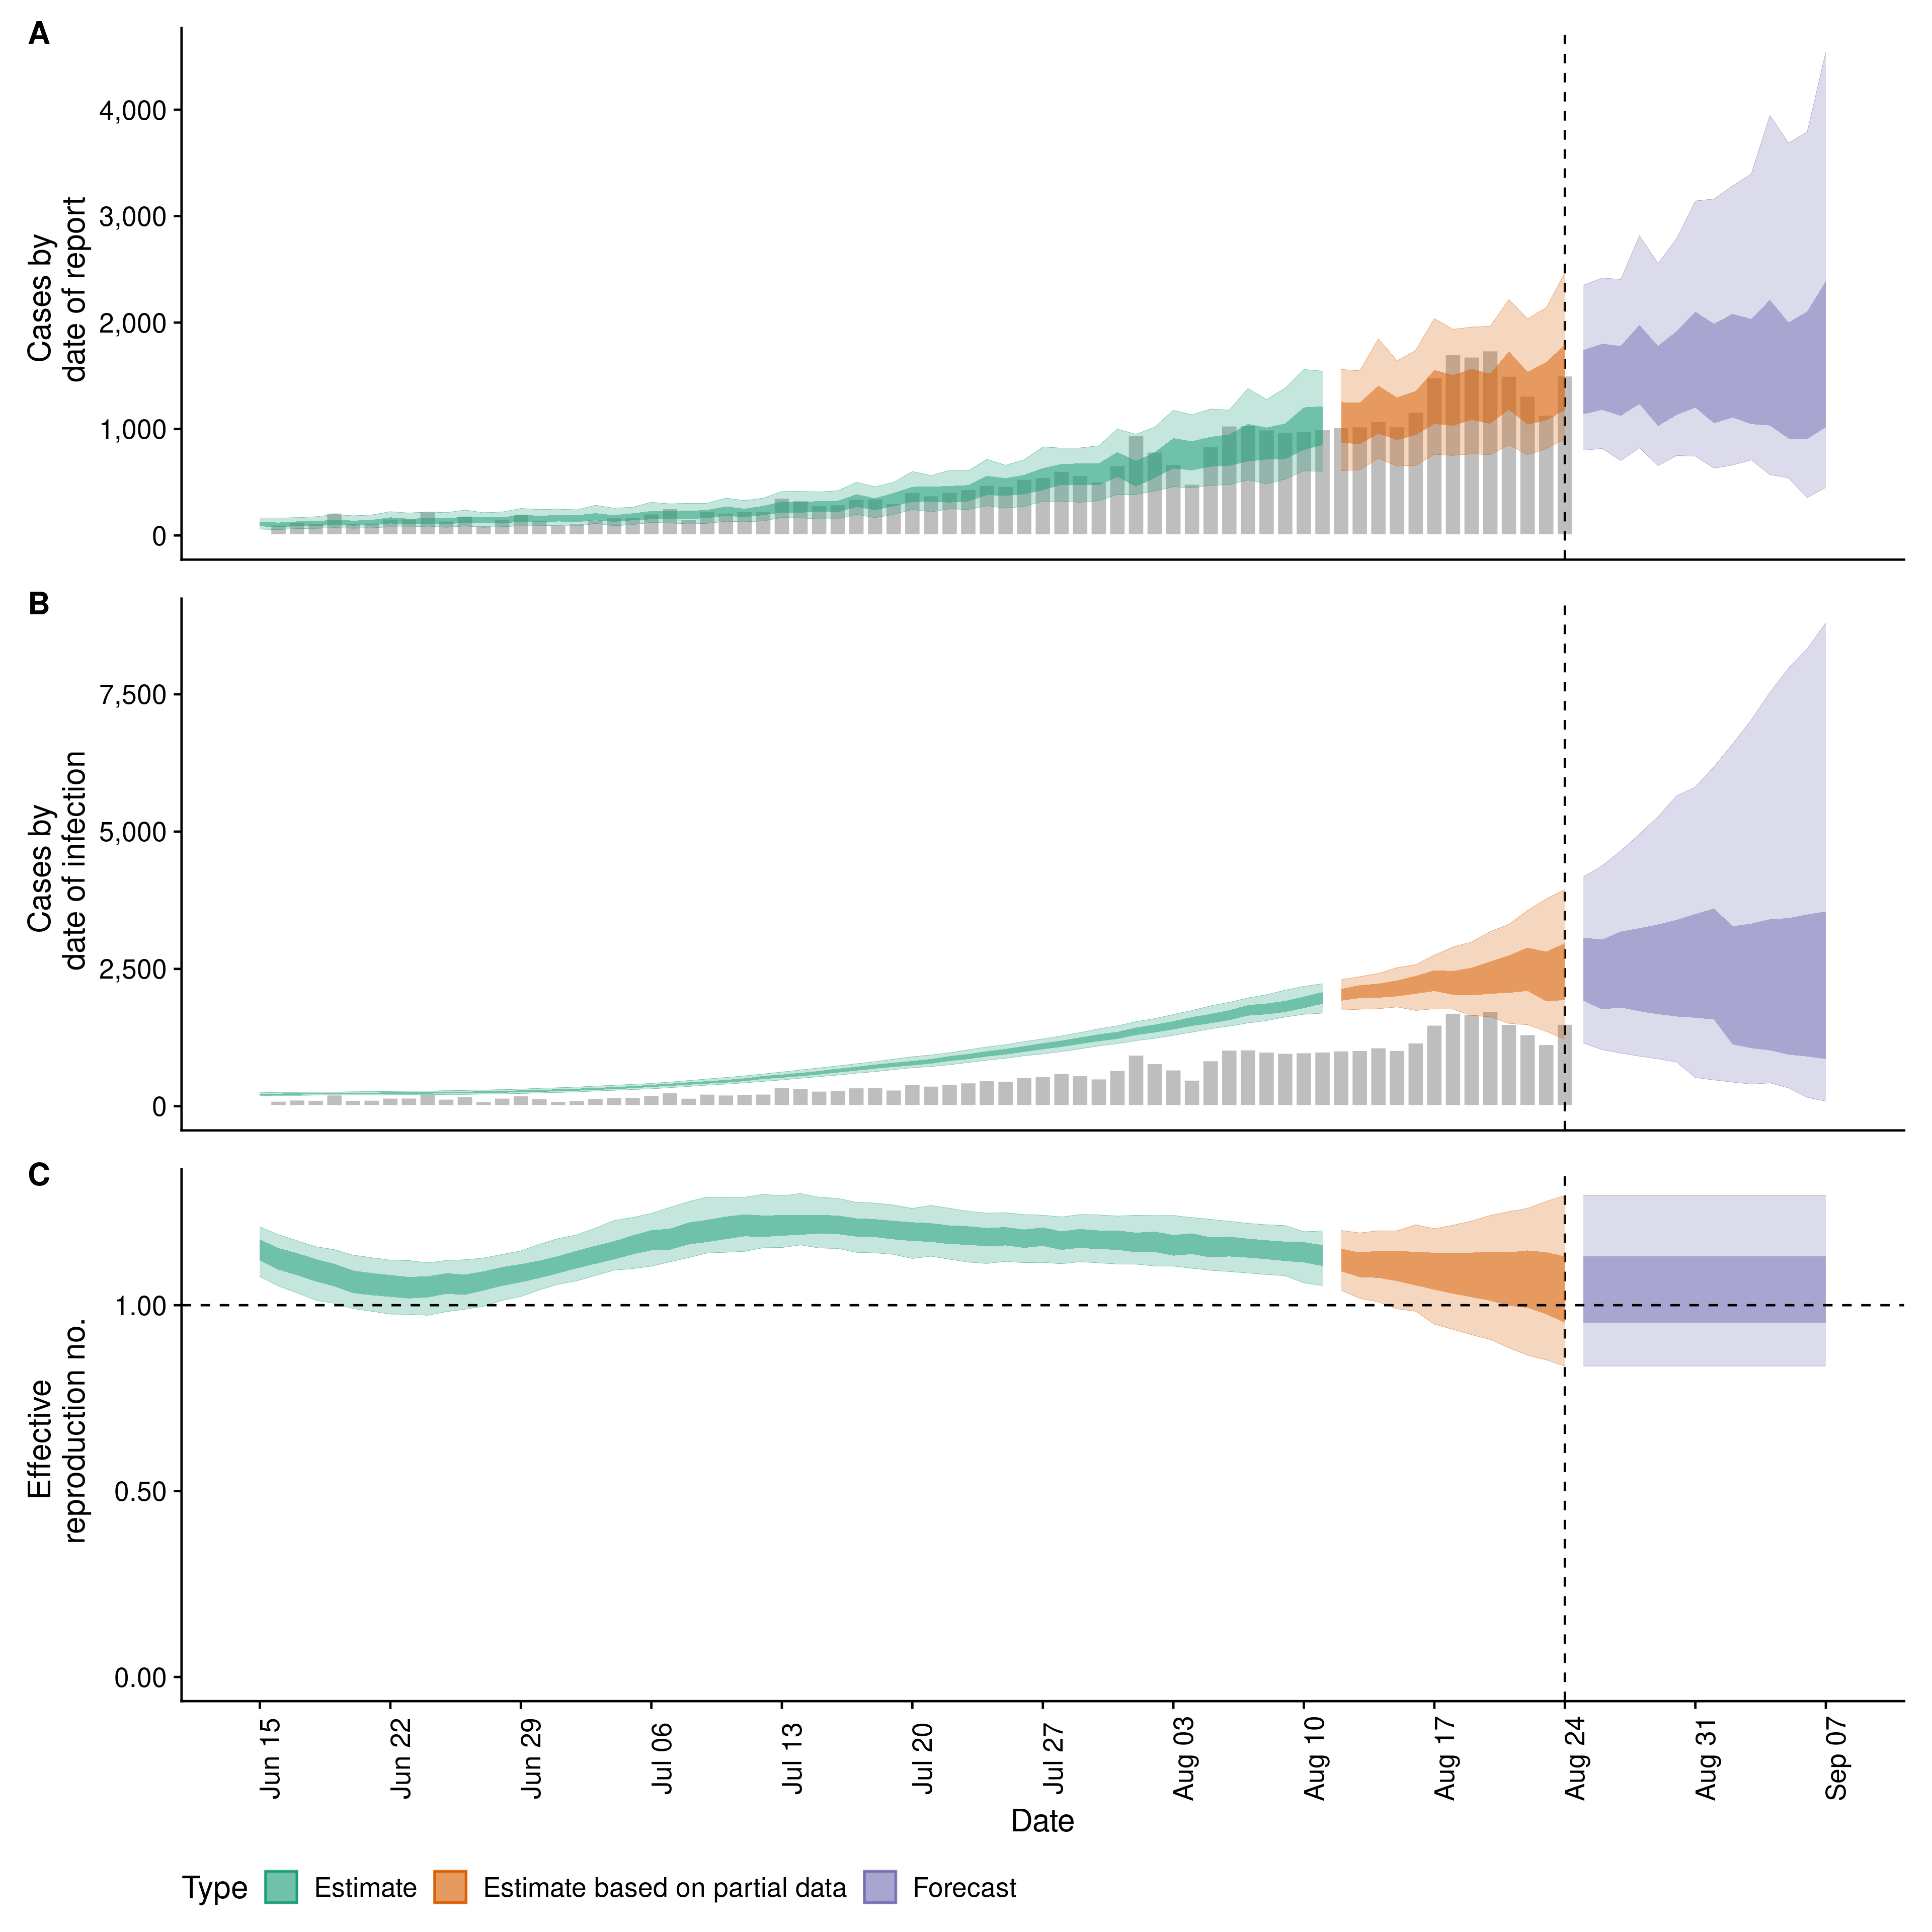 A
4,000
3,000
2,000
1,000
0
Cases by
date of report
B
7,500
5,000
2,500
0
Cases by
date of infection
C
1.00
0.50
0.00
Effective
reproduction no.
Jun 15
Jun 22
Jun 29
Jul 06
Jul 13
Jul 20
Jul 27
Aug 03
Aug 10
Aug 17
Aug 24
Aug 31
Sep 07
Date
Type Estimate Estimate based on partial data Forecast